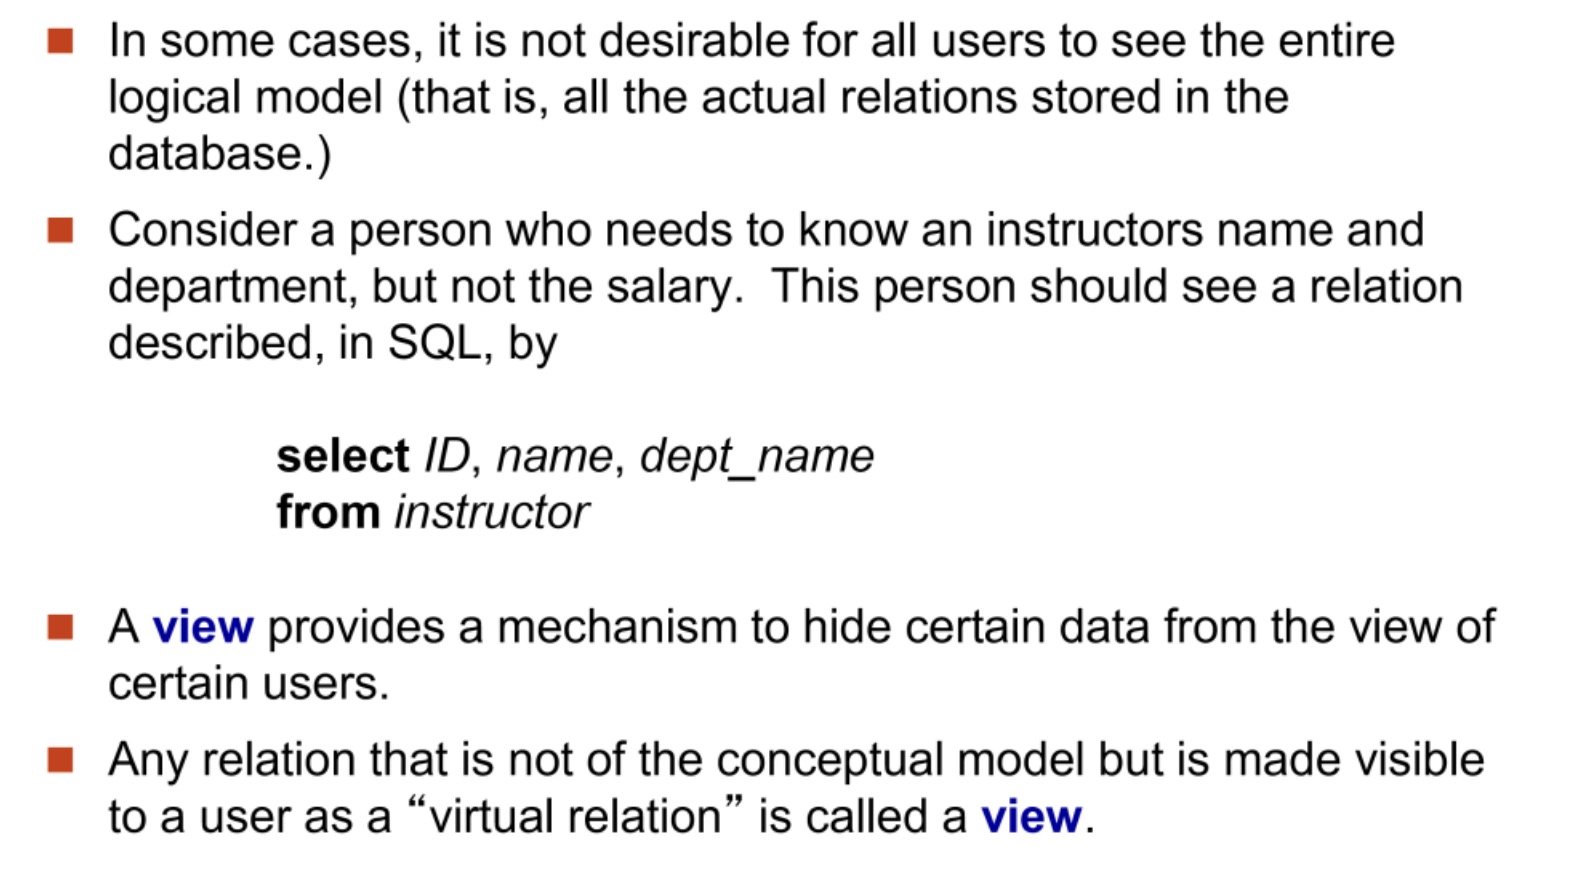 In some cases, it is not desirable for all users to see the entire
logical model (that is, all the actual relations stored in the
database.)
Consider a person who needs to know an instructors name and
department, but not the salary.  This person should see a relation
described, in SQL, by
select ID, name, dept_name
from instructor
A view provides a mechanism to hide certain data from the view of
certain users.
Any relation that is not of the conceptual model but is made visible
to a user as a “virtual relation” is called a view.